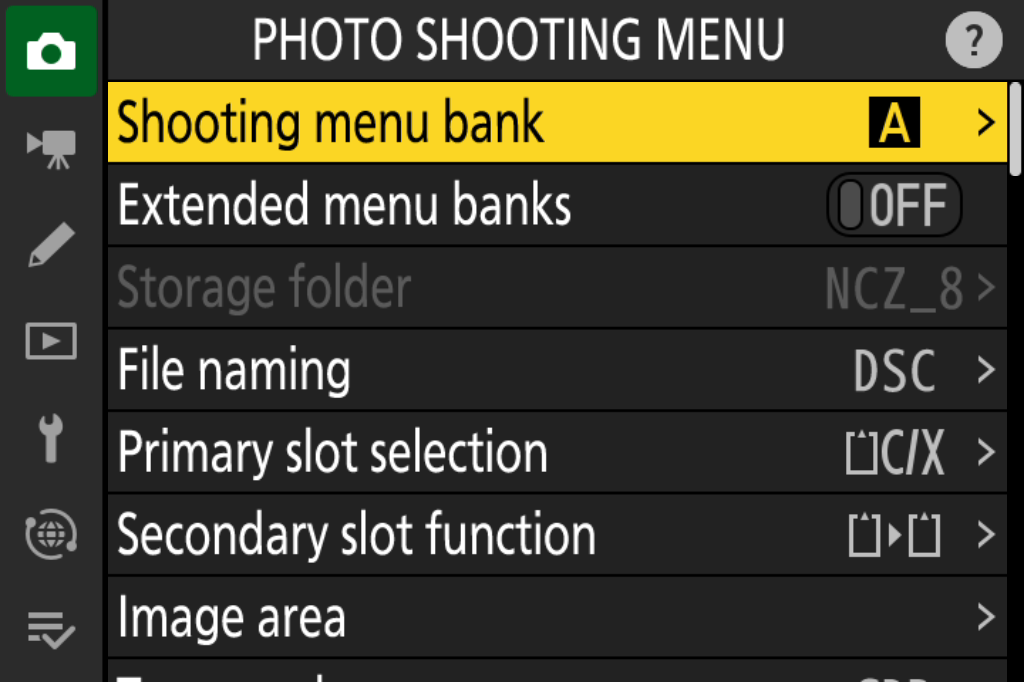 PHOTO SHOOTING MENU ?
Shooting menu bank A >
Extended menu banks OFF
Storage folder NCZ_8 >
File naming DSC >
Primary slot selection C/X >
Secondary slot function >
Image area >